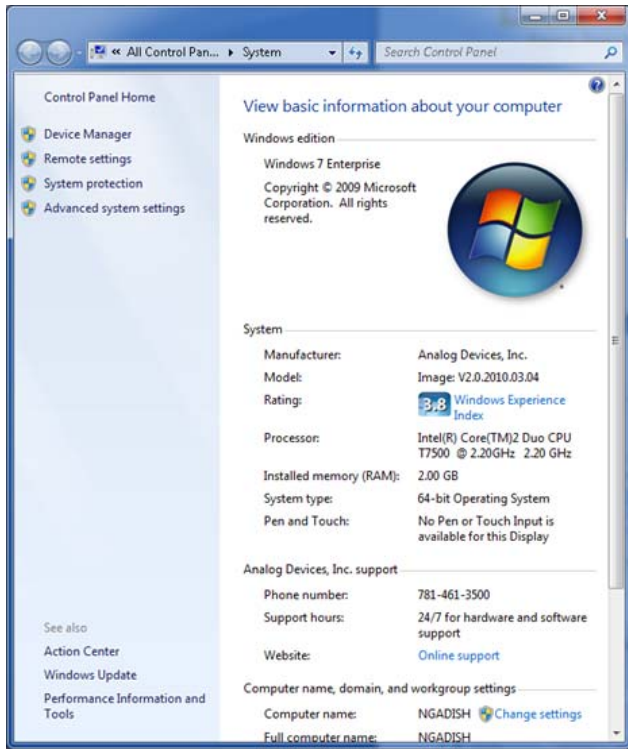 « All Control Pan... ▸ System
Search Control Panel
Control Panel Home
Device Manager
Remote settings
System protection
Advanced system settings
See also
Action Center
Windows Update
Performance Information and
Tools
View basic information about your computer
Windows edition
Windows 7 Enterprise
Copyright © 2009 Microsoft
Corporation. All rights
reserved.
System
Manufacturer: Analog Devices, Inc.
Model: Image: V2.0.2010.03.04
Rating: 3,8 Windows Experience
Index
Processor: Intel(R) Core(TM)2 Duo CPU
T7500 @ 2.20GHz 2.20 GHz
Installed memory (RAM): 2.00 GB
System type: 64-bit Operating System
Pen and Touch: No Pen or Touch Input is
available for this Display
Analog Devices, Inc. support
Phone number: 781-461-3500
Support hours: 24/7 for hardware and software
support
Website: Online support
Computer name, domain, and workgroup settings
Computer name: NGADISH Change settings
Full computer name: NGADISH